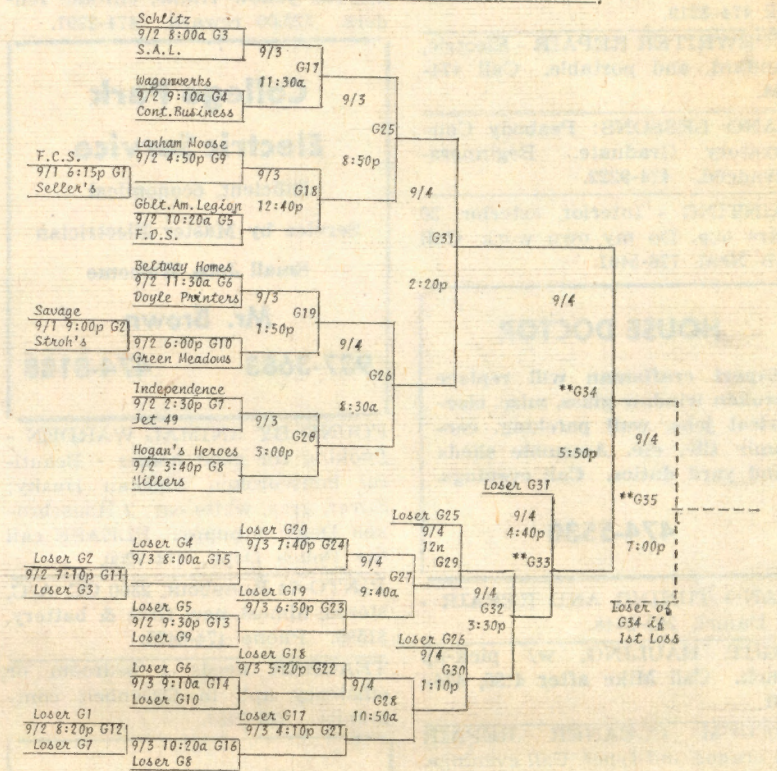 Schlitz
9/2 8:00a G3
S.A.L.
9/3
G17
11:30a
Wagonwerks
9/2 9:10a G4
Cont.Business
9/3
G25
8:50p
Lanham Moose
9/2 4:50p G9
F.C.S.
9/1 6:15p G1
Seller's
9/3
G18
12:40p
Gblt.Am.Legion
9/2 10:20a G5
F.D.S.
9/4
G31
2:20p
Beltway Homes
9/2 11:30a G6
Doyle Printers
9/3
G19
1:50p
Savage
9/1 9:00p G2
Stroh's
9/2 6:00p G10
Green Meadows
9/4
G26
8:30a
Independence
9/2 2:30p G7
Jet 49
9/3
G20
3:00p
Hogan's Heroes
9/2 3:40p G8
Millers
9/4
**G34
5:50p
9/4
**G35
7:00p
Loser G31
9/4
4:40p
**G33
Loser G25
9/4
12n
G29
Loser G20
9/3 7:40p G24
Loser G4
9/3 8:00a G15
Loser G2
9/2 7:10p G11
Loser G3
9/4
G27
9:40a
Loser G19
9/3 6:30p G23
Loser G5
9/2 9:30p G13
Loser G9
9/4
G32
3:30p
Loser of
G34 if
1st Loss
Loser G26
G30
1:10p
Loser G18
9/3 5:20p G22
Loser G6
9/3 9:10a G14
Loser G10
9/4
G28
10:50a
Loser G17
9/3 4:10p G21
Loser G1
9/2 8:20p G12
Loser G7
9/3 10:20a G16
Loser G8
HOUSE DOCTOR